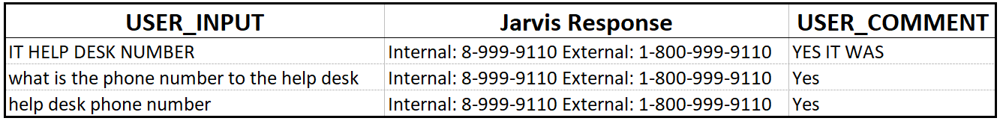 USER_INPUT Jarvis Response USER_COMMENT
IT HELP DESK NUMBER Internal: 8-999-9110 External: 1-800-999-9110 YES IT WAS
what is the phone number to the help desk Internal: 8-999-9110 External: 1-800-999-9110 Yes
help desk phone number Internal: 8-999-9110 External: 1-800-999-9110 Yes